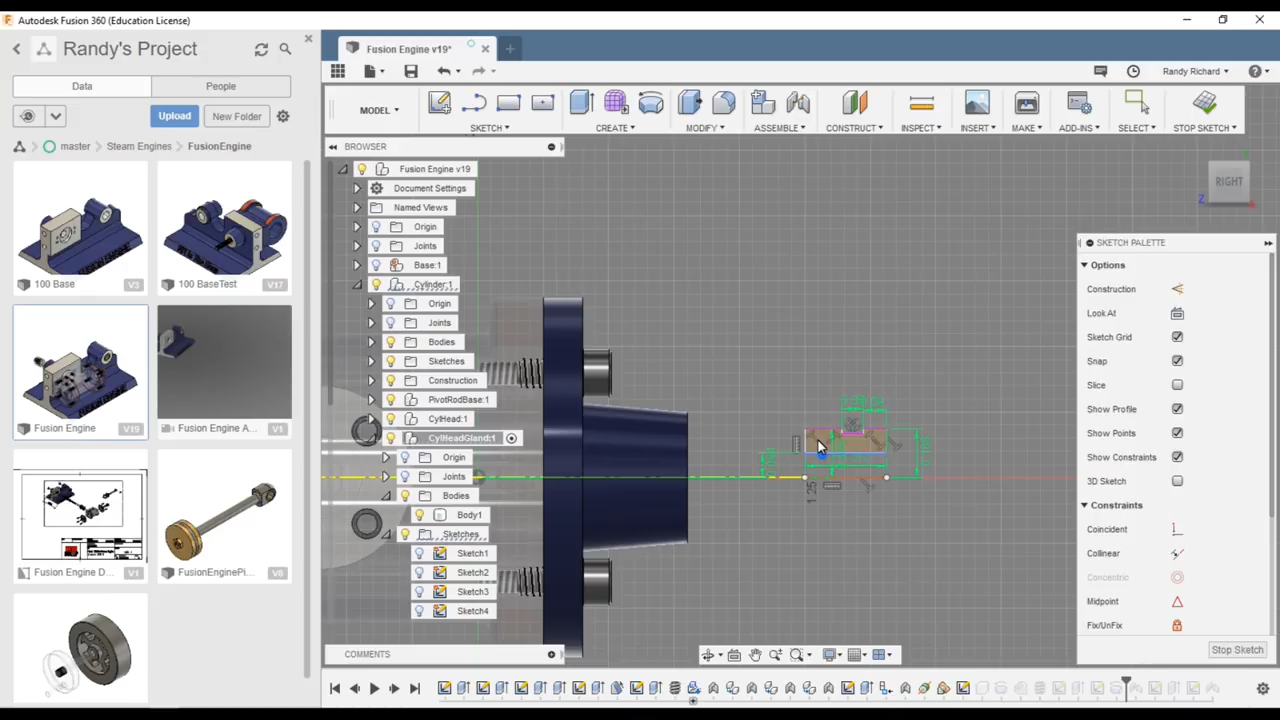 Autodesk Fusion 360 (Education License)
Randy's Project
Data
People
Upload
New Folder
master
Steam Engines
FusionEngine
100 Base
V3
100 BaseTest
V17
Fusion Engine
V19
Fusion Engine A...
V1
Fusion Engine D...
V1
FusionEnginePi...
V8
Fusion Engine v19*
Randy Richard
MODEL
SKETCH
CREATE
MODIFY
ASSEMBLE
CONSTRUCT
INSPECT
INSERT
MAKE
ADD-INS
SELECT
STOP SKETCH
BROWSER
Fusion Engine v19
Document Settings
Named Views
Origin
Joints
Base:1
Cylinder:1
Origin
Joints
Bodies
Sketches
Construction
PivotRodBase:1
CylHead:1
CylHeadGland:1
Origin
Joints
Bodies
Body1
Sketches
Sketch1
Sketch2
Sketch3
Sketch4
COMMENTS
1.25
Y
RIGHT
Z
SKETCH PALETTE
Options
Construction
Look At
Sketch Grid
Snap
Slice
Show Profile
Show Points
Show Constraints
3D Sketch
Constraints
Coincident
Collinear
Concentric
Midpoint
Fix/UnFix
Stop Sketch